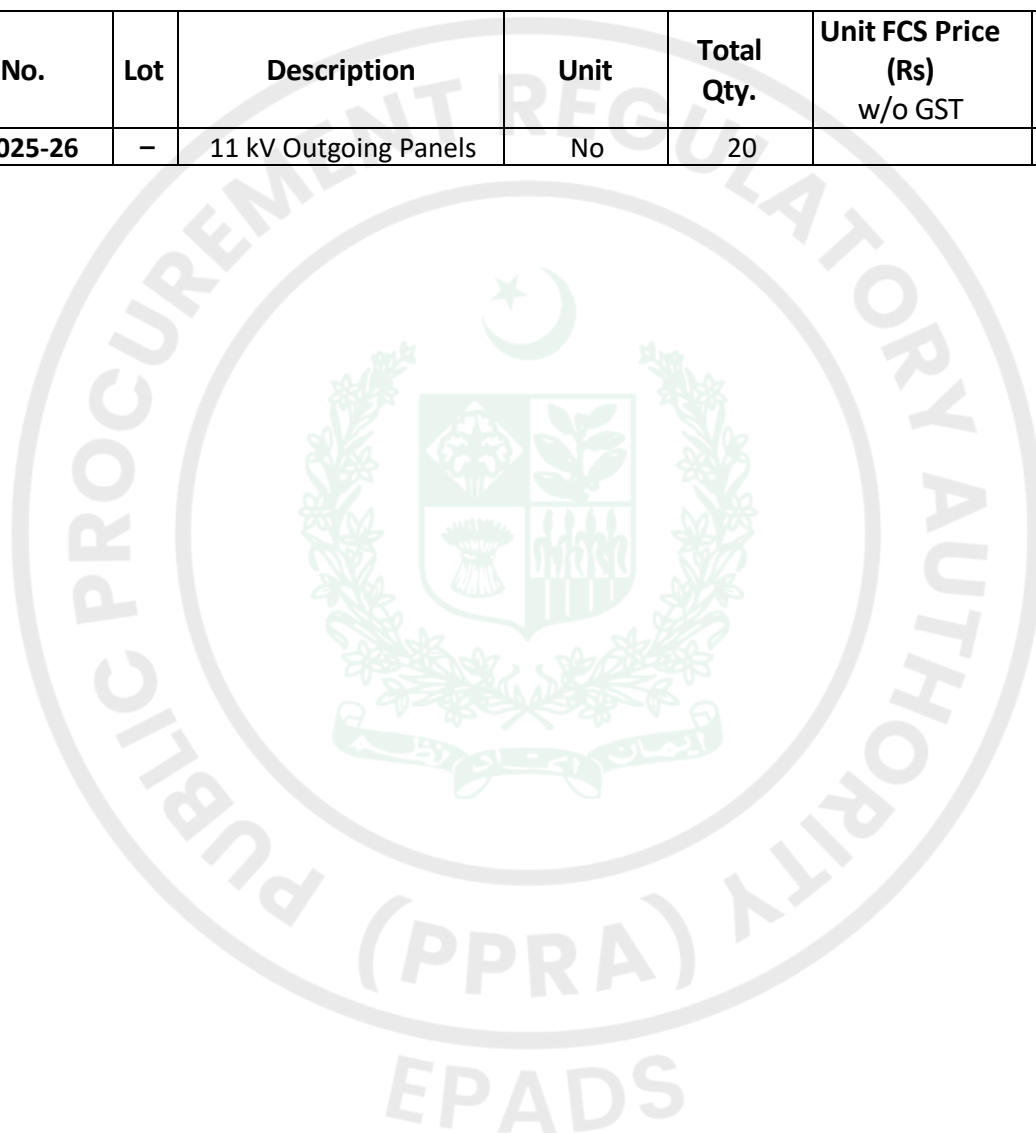 No. Lot Description Unit Total Qty. Unit FCS Price (Rs) w/o GST
025-26 – 11 kV Outgoing Panels No 20
PUBLIC PROCUREMENT REGULATORY AUTHORITY
(PPRA)
EPADS